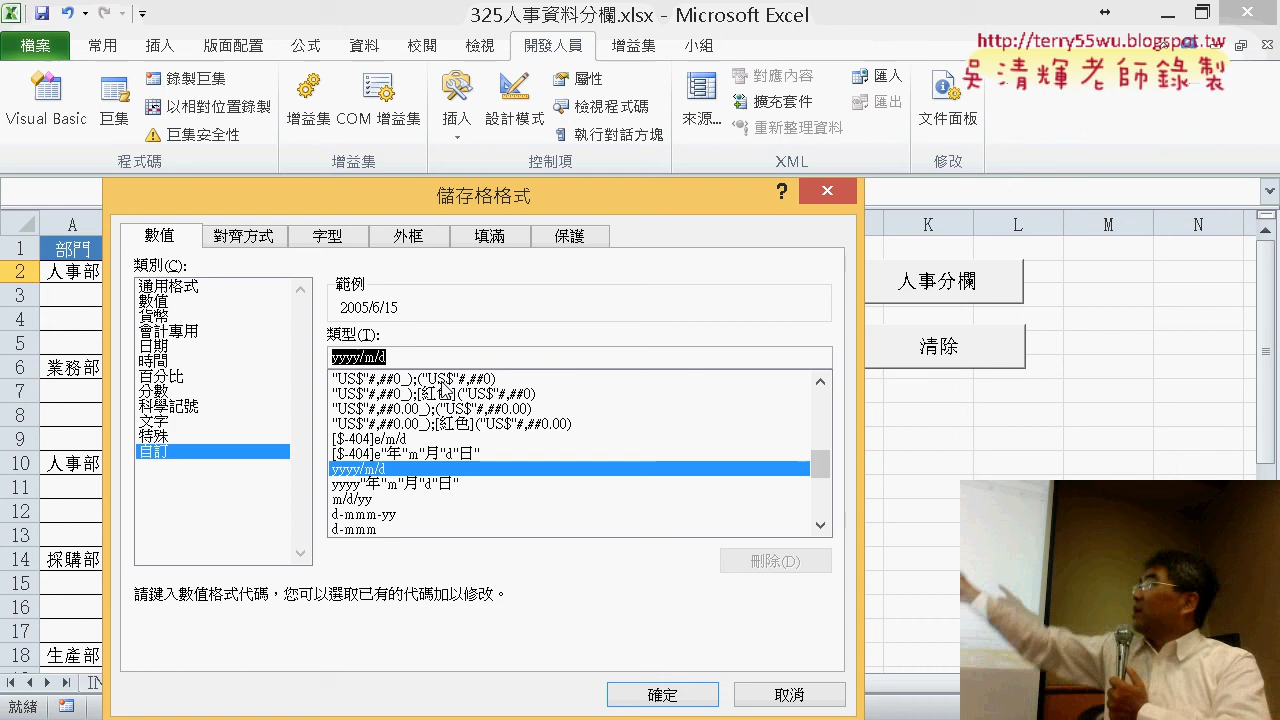 325人事資料分欄.xlsx - Microsoft Excel
檔案 常用 插入 版面配置 公式 資料 校閱 檢視 開發人員 增益集 小組
http://terry55wu.blogspot.tw
吳清輝老師錄製
Visual Basic 巨集 錄製巨集 以相對位置錄製 巨集安全性
增益集 COM 增益集
插入 設計模式 屬性 檢視程式碼 執行對話方塊
來源... 對應內容 擴充套件 重新整理資料 匯入 匯出
文件面板
程式碼 增益集 控制項 XML 修改
儲存格格式
A K L M N
1 部門
2 人事部
3
4
5
6 業務部
7
8
9
10 人事部
11
12
13
14 採購部
15
16
17
18 生產部
人事分欄
清除
數值 對齊方式 字型 外框 填滿 保護
類別(C):
通用格式
數值
貨幣
會計專用
日期
時間
百分比
分數
科學記號
文字
特殊
自訂
範例
2005/6/15
類型(T):
yyyy/m/d
"US$"#,##0_);("US$"#,##0)
"US$"#,##0_);[紅色]("US$"#,##0)
"US$"#,##0.00_);("US$"#,##0.00)
"US$"#,##0.00_);[紅色]("US$"#,##0.00)
[$-404]e/m/d
[$-404]e"年"m"月"d"日"
yyyy/m/d
yyyy"年"m"月"d"日"
m/d/yy
d-mmm-yy
d-mmm
刪除(D)
請鍵入數值格式代碼，您可以選取已有的代碼加以修改。
確定 取消
就緒